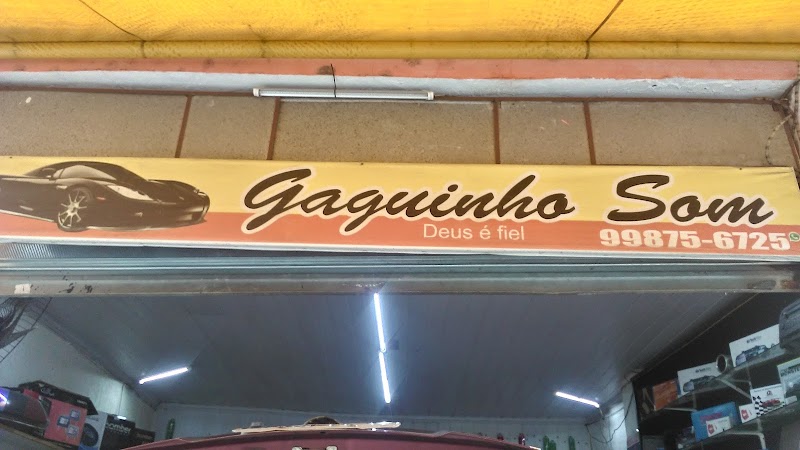 Gaguinho Som
Deus é fiel
99875-6725